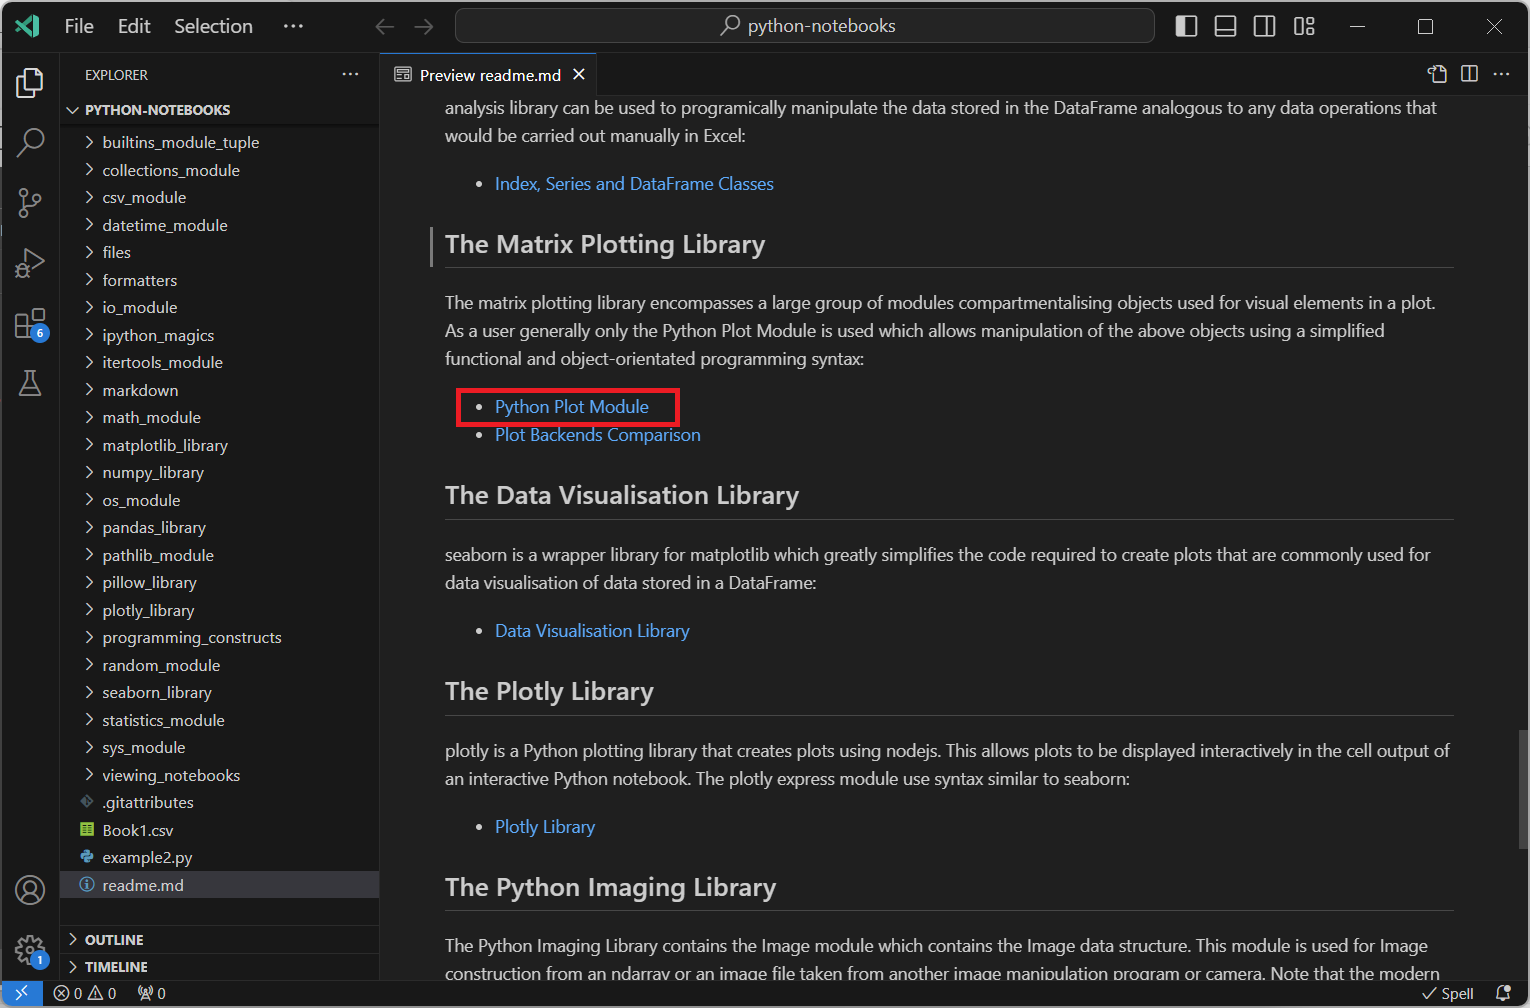 File Edit Selection ···
python-notebooks
EXPLORER ···
PYTHON-NOTEBOOKS
builtins_module_tuple
collections_module
csv_module
datetime_module
files
formatters
io_module
ipython_magics
itertools_module
markdown
math_module
matplotlib_library
numpy_library
os_module
pandas_library
pathlib_module
pillow_library
plotly_library
programming_constructs
random_module
seaborn_library
statistics_module
sys_module
viewing_notebooks
.gitattributes
Book1.csv
example2.py
readme.md
OUTLINE
TIMELINE
6
1
Preview readme.md
analysis library can be used to programically manipulate the data stored in the DataFrame analogous to any data operations that
would be carried out manually in Excel:
• Index, Series and DataFrame Classes
The Matrix Plotting Library
The matrix plotting library encompasses a large group of modules compartmentalising objects used for visual elements in a plot.
As a user generally only the Python Plot Module is used which allows manipulation of the above objects using a simplified
functional and object-orientated programming syntax:
• Python Plot Module
• Plot Backends Comparison
The Data Visualisation Library
seaborn is a wrapper library for matplotlib which greatly simplifies the code required to create plots that are commonly used for
data visualisation of data stored in a DataFrame:
• Data Visualisation Library
The Plotly Library
plotly is a Python plotting library that creates plots using nodejs. This allows plots to be displayed interactively in the cell output of
an interactive Python notebook. The plotly express module use syntax similar to seaborn:
• Plotly Library
The Python Imaging Library
The Python Imaging Library contains the Image module which contains the Image data structure. This module is used for Image
construction from an ndarray or an image file taken from another image manipulation program or camera. Note that the modern
0 0 0
Spell